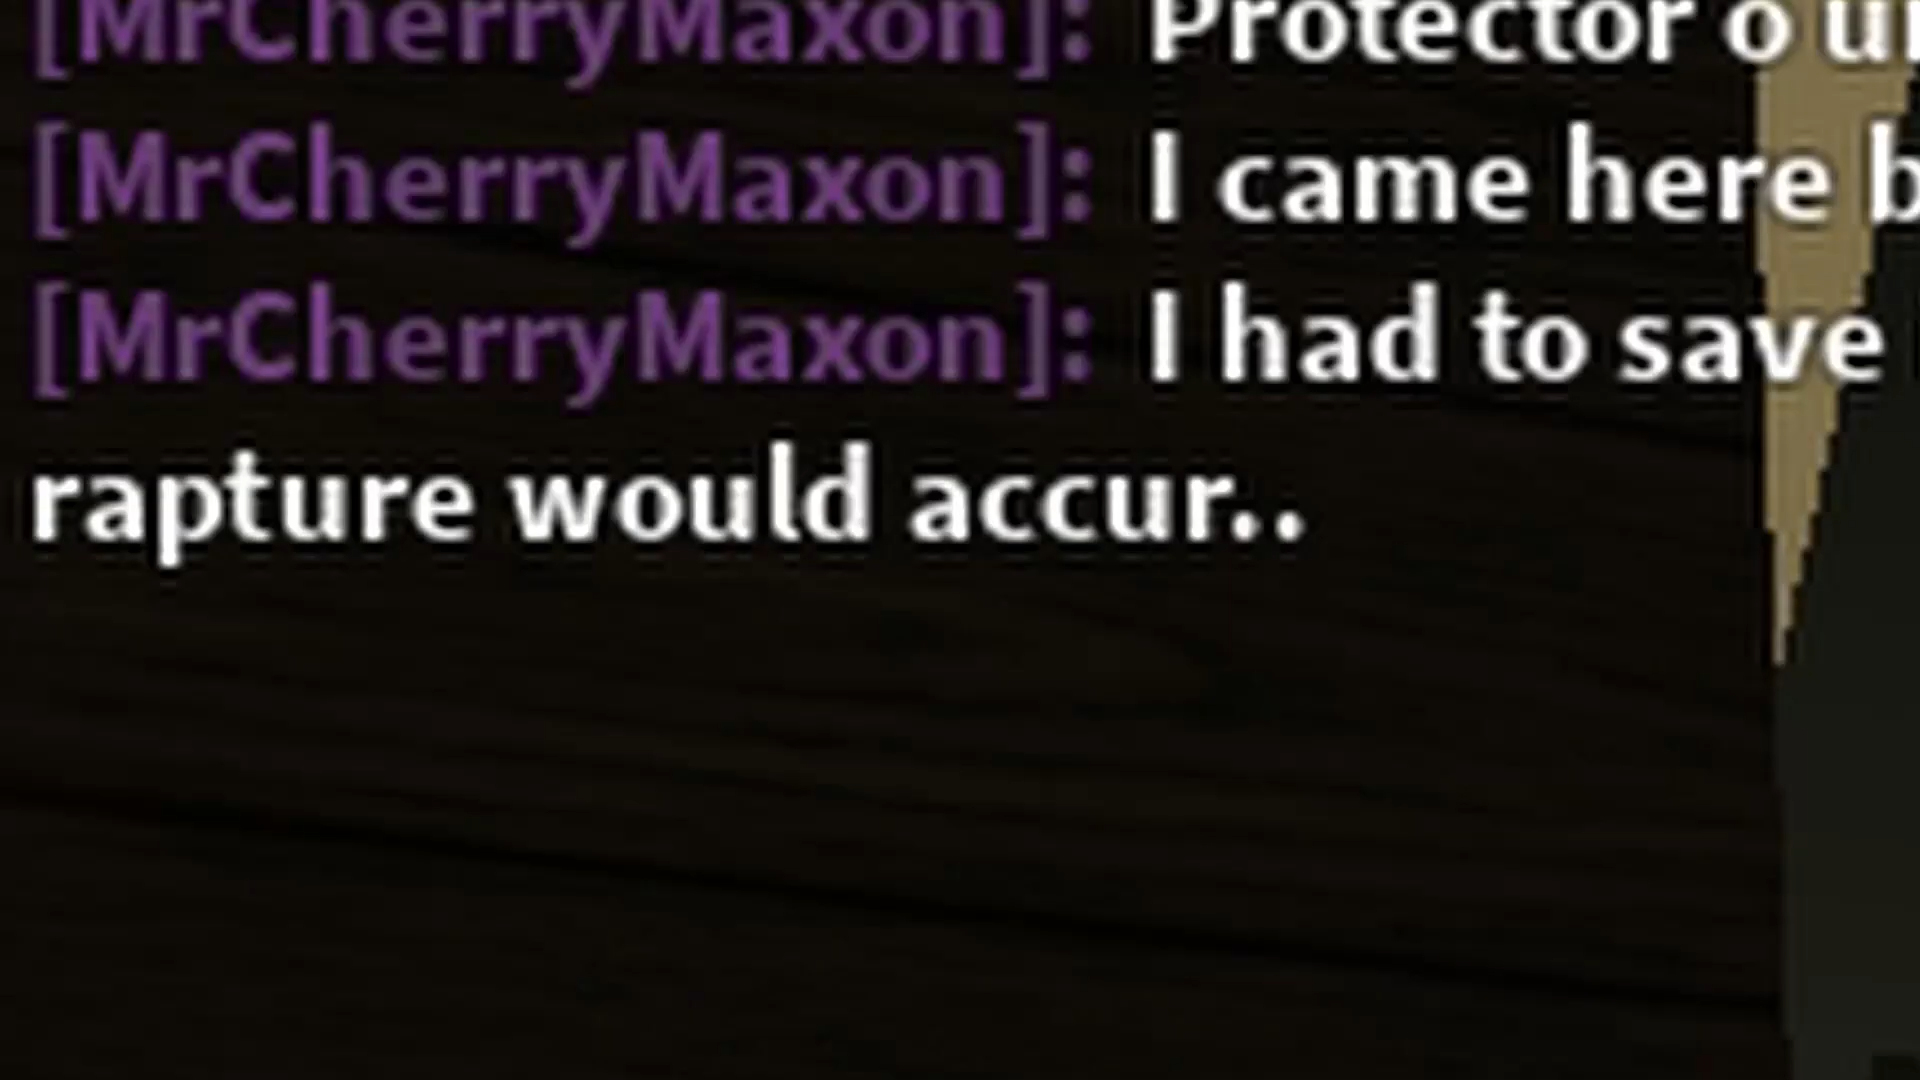 [MrCherryMaxon]: Protector o
[MrCherryMaxon]: I came here
[MrCherryMaxon]: I had to save
rapture would accur..